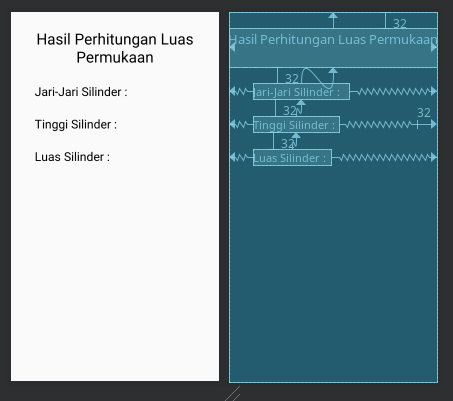 Hasil Perhitungan Luas
Permukaan
Jari-Jari Silinder :
Tinggi Silinder :
Luas Silinder :
32
Hasil Perhitungan Luas Permukaan
32
Jari-Jari Silinder :
32
32
Tinggi Silinder :
32
Luas Silinder :